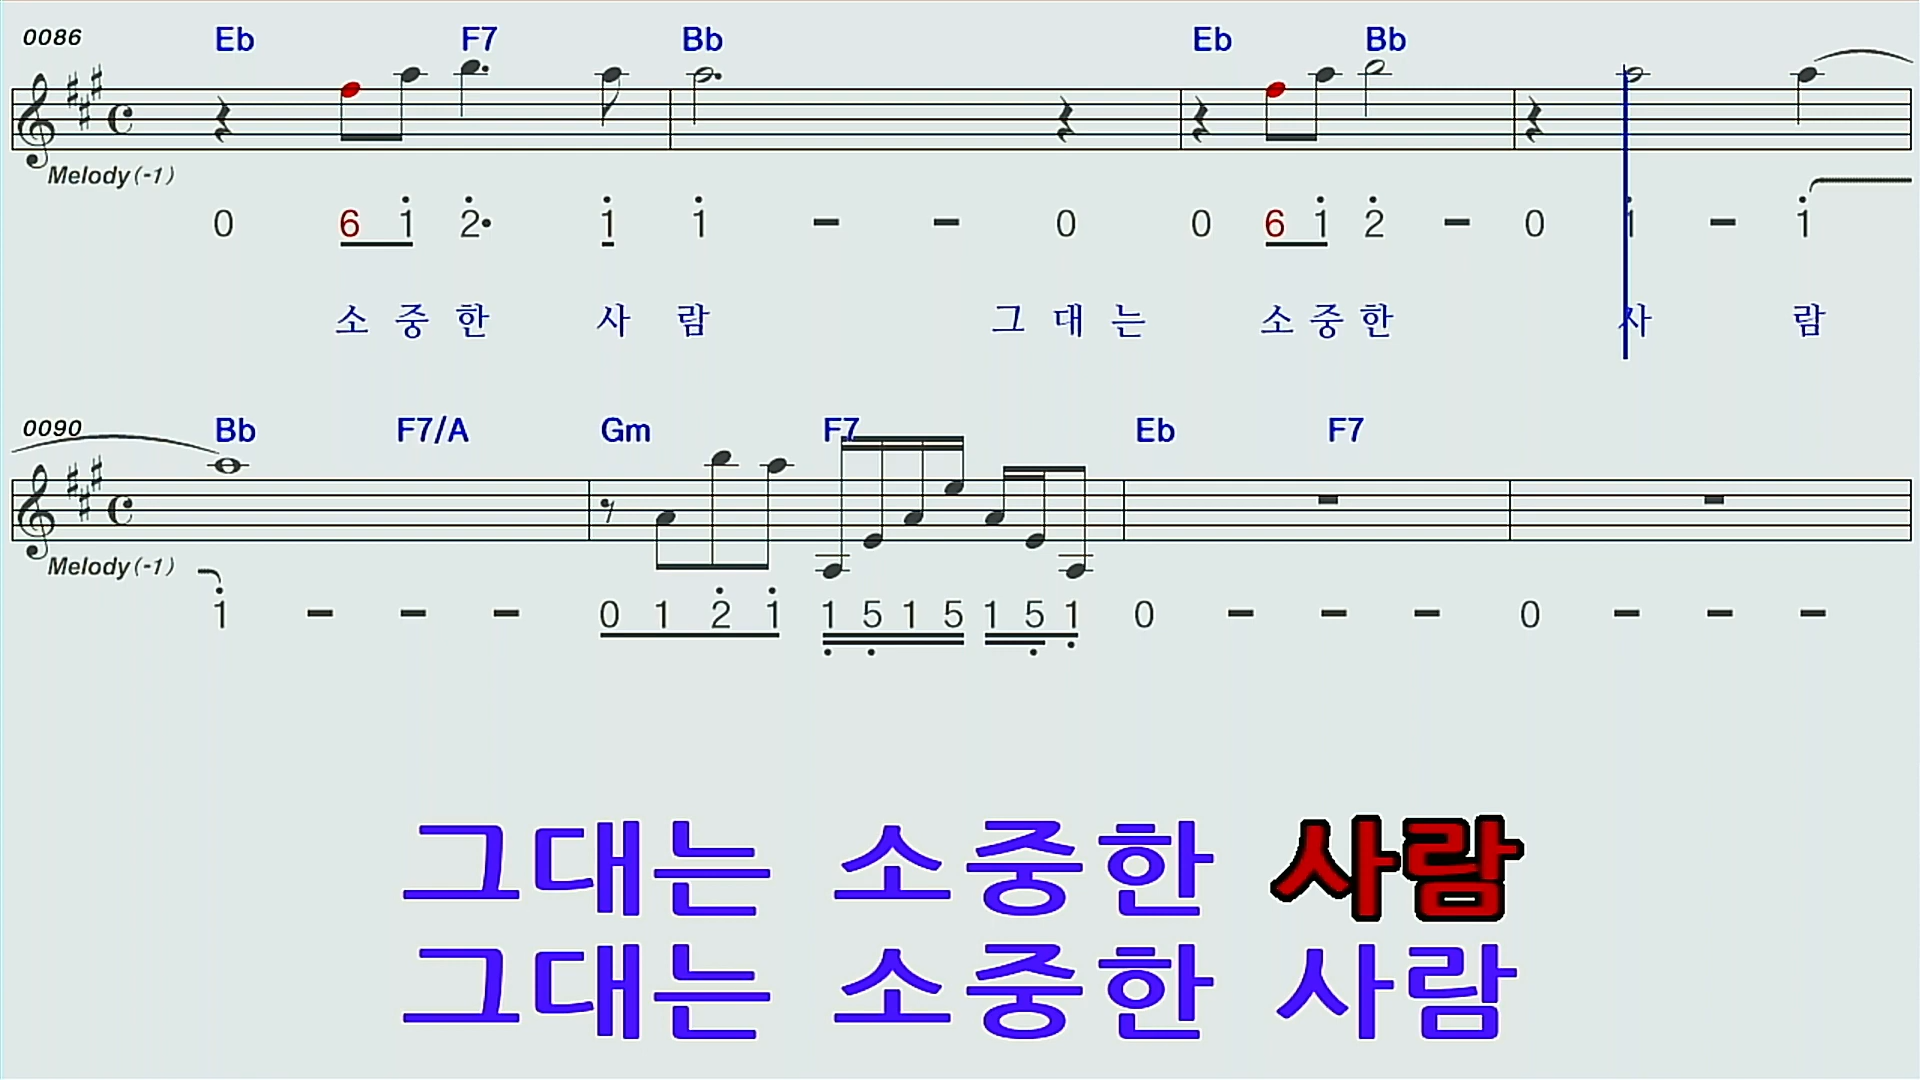 0086 Eb F7 Bb Eb Bb
Melody(-1)
0 6 1 2• 1 1 - - 0 0 6 1 2 - 0 1 - 1
소 중 한 사 람 그 대 는 소 중 한 사 람
0090 Bb F7/A Gm F7 Eb F7
Melody(-1)
1 - - - 0 1 2 1 1 5 1 5 1 5 1 0 - - - 0 - - -
그대는 소중한 사람
그대는 소중한 사람